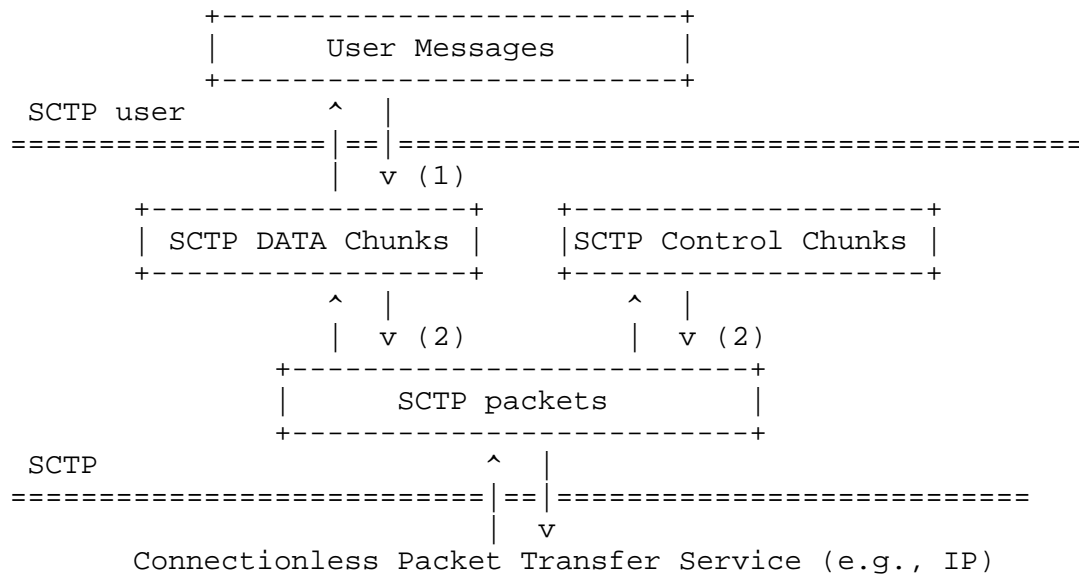 User Messages
SCTP user
(1)
SCTP DATA Chunks SCTP Control Chunks
(2) (2)
SCTP packets
SCTP
Connectionless Packet Transfer Service (e.g., IP)